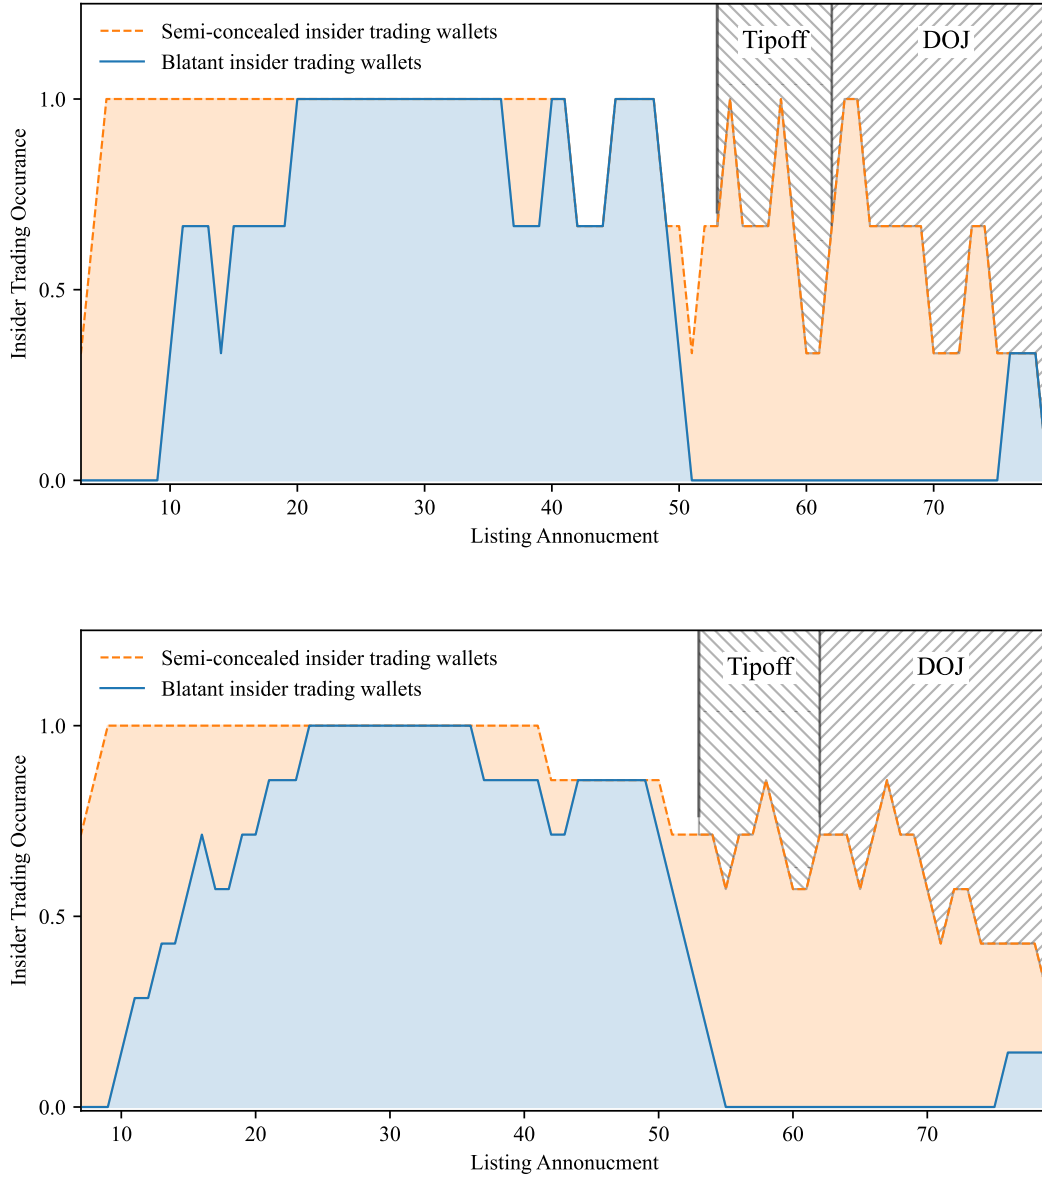 Semi-concealed insider trading wallets
Blatant insider trading wallets
Tipoff
DOJ
1.0
0.5
0.0
Insider Trading Occurance
10 20 30 40 50 60 70
Listing Annonucment
Semi-concealed insider trading wallets
Blatant insider trading wallets
Tipoff
DOJ
1.0
0.5
0.0
Insider Trading Occurance
10 20 30 40 50 60 70
Listing Annonucment